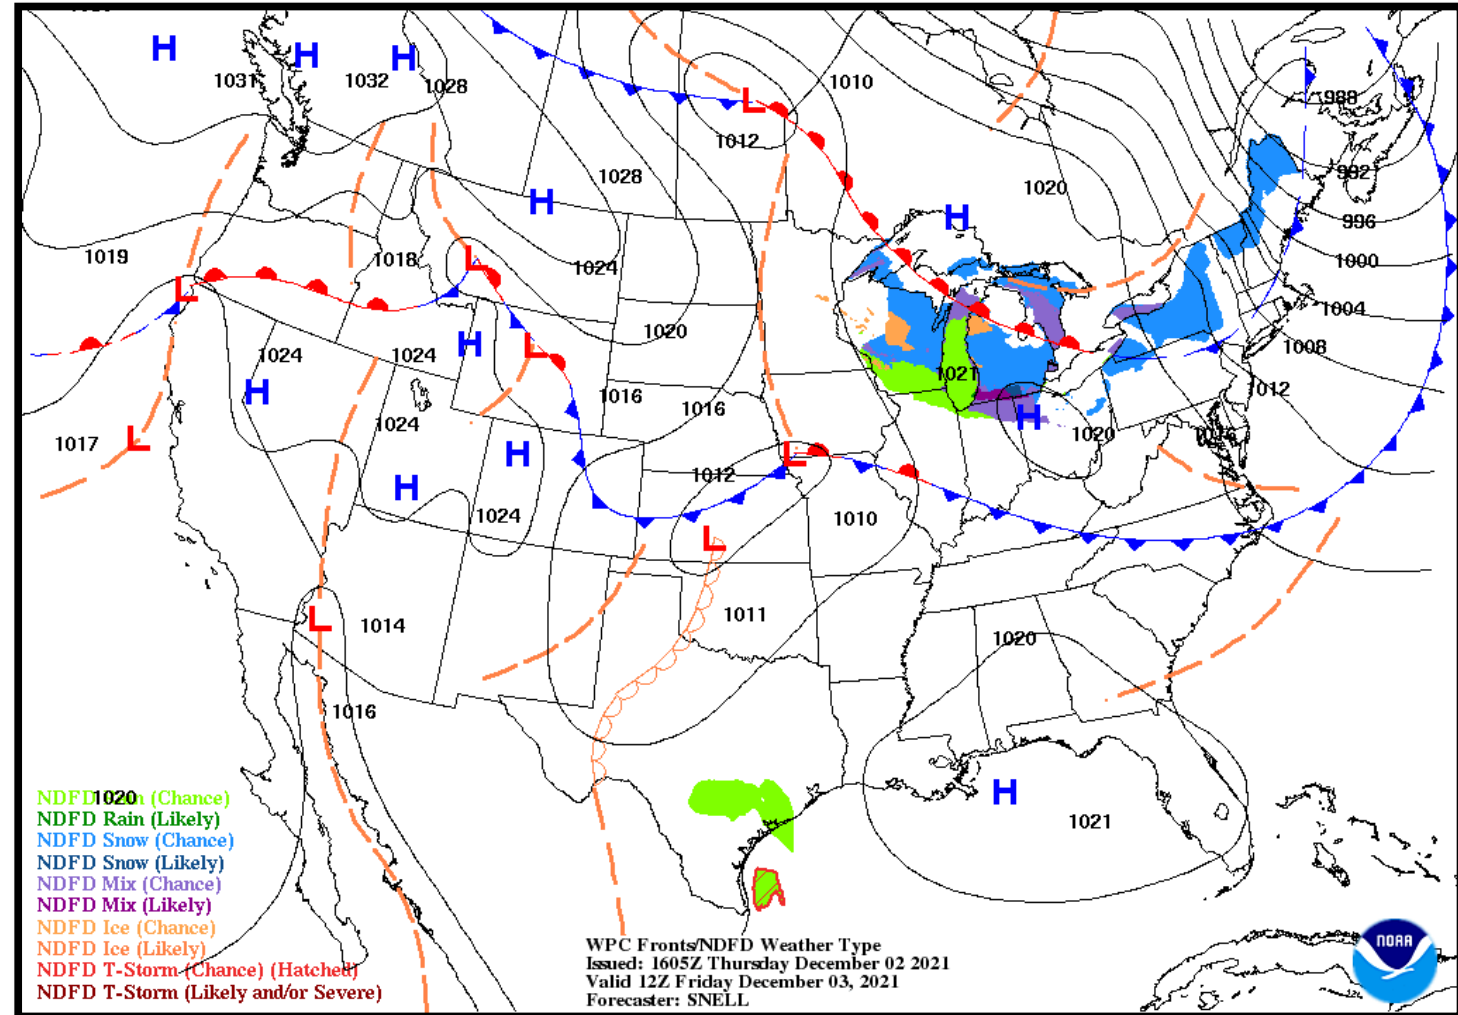 H
H
H
1031
1032
1028
1010
988
L
1012
992
1028
1020
H
H
996
1019
1018
L
1024
1000
L
1004
1020
1024
1024
H
L
1008
H
1021
1016
1016
1012
1024
H
1017
L
1020
H
L
1012
H
1024
1010
L
1011
L
1014
1020
1016
H
1021
1020
NDFD (Chance)
NDFD Rain (Likely)
NDFD Snow (Chance)
NDFD Snow (Likely)
NDFD Mix (Chance)
NDFD Mix (Likely)
NDFD Ice (Chance)
NDFD Ice (Likely)
NDFD T-Storm (Chance) (Hatched)
NDFD T-Storm (Likely and/or Severe)
WPC Fronts/NDFD Weather Type
Issued: 1605Z Thursday December 02 2021
Valid 12Z Friday December 03, 2021
Forecaster: SNELL
NOAA